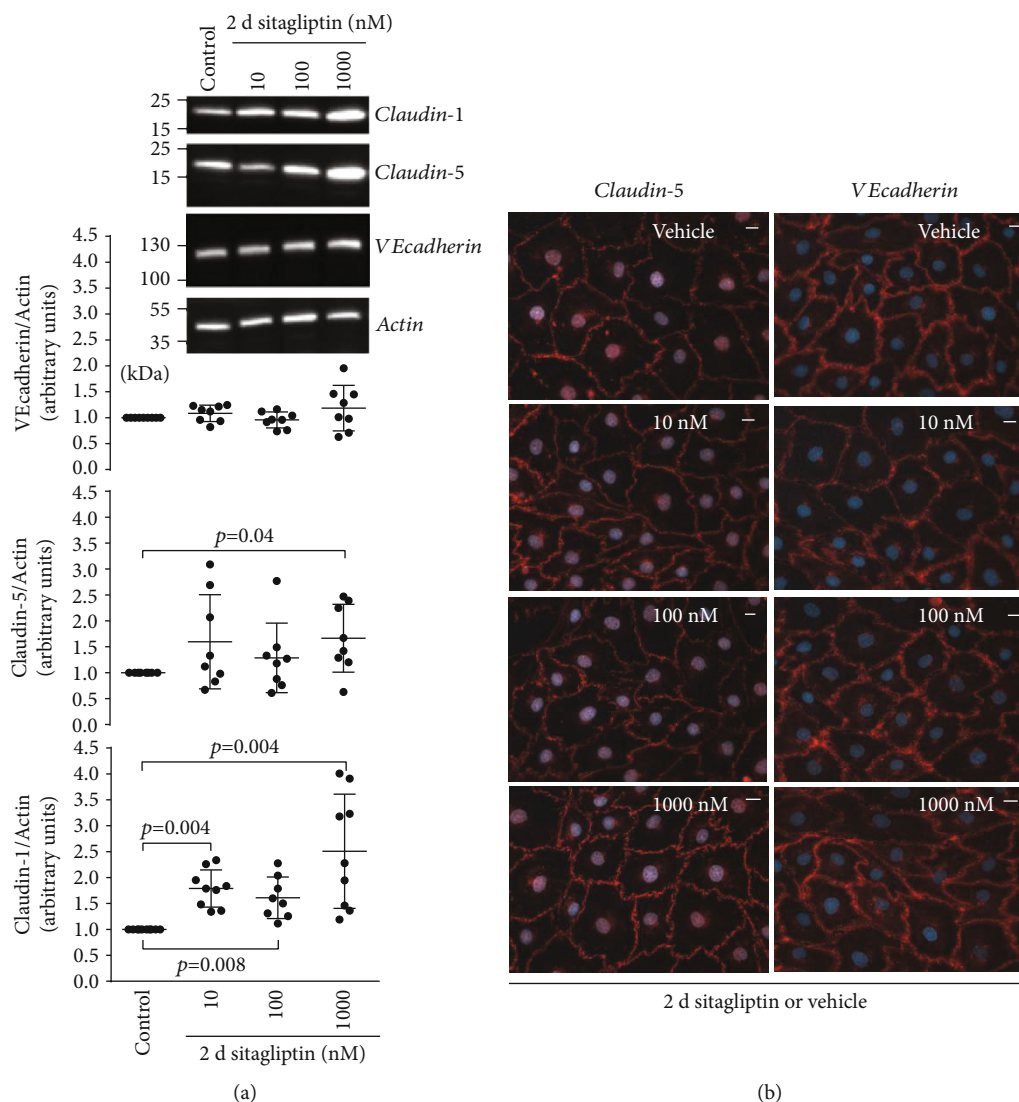 2 d sitagliptin (nM)
Control
10
100
1000
25
15
Claudin-1
25
15
Claudin-5
130
100
VEcadherin
55
35
Actin
(kDa)
VEcadherin/Actin
(arbitrary units)
4.5
4.0
3.5
3.0
2.5
2.0
1.5
1.0
0.5
0.0
Claudin-5/Actin
(arbitrary units)
4.5
4.0
3.5
3.0
2.5
2.0
1.5
1.0
0.5
0.0
p=0.04
Claudin-1/Actin
(arbitrary units)
4.5
4.0
3.5
3.0
2.5
2.0
1.5
1.0
0.5
0.0
p=0.004
p=0.004
p=0.008
Control
10
100
1000
2 d sitagliptin (nM)
(a)
Claudin-5
VEcadherin
Vehicle
Vehicle
10 nM
10 nM
100 nM
100 nM
1000 nM
1000 nM
2 d sitagliptin or vehicle
(b)